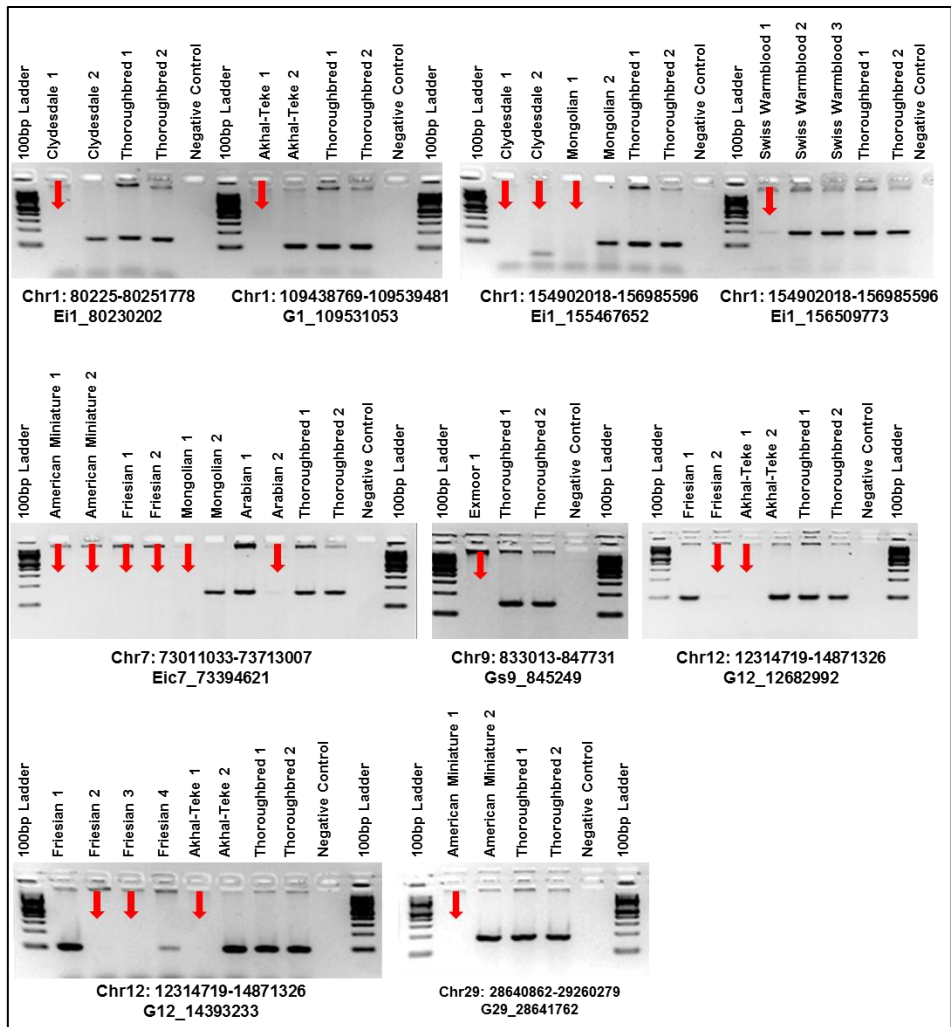 100bp Ladder
Clydesdale 1
Clydesdale 2
Thoroughbred 1
Thoroughbred 2
Negative Control
100bp Ladder
Akhal-Teke 1
Akhal-Teke 2
Thoroughbred 1
Thoroughbred 2
Negative Control
100bp Ladder
100bp Ladder
Clydesdale 1
Clydesdale 2
Mongolian 1
Mongolian 2
Thoroughbred 1
Thoroughbred 2
Negative Control
100bp Ladder
Swiss Warmblood 1
Swiss Warmblood 2
Swiss Warmblood 3
Thoroughbred 1
Thoroughbred 2
Negative Control
Chr1: 80225-80251778
Ei1_80230202
Chr1: 109438769-109539481
G1_109531053
Chr1: 154902018-156985596
Ei1_155467652
Chr1: 154902018-156985596
Ei1_156509773
100bp Ladder
American Miniature 1
American Miniature 2
Friesian 1
Friesian 2
Mongolian 1
Mongolian 2
Arabian 1
Arabian 2
Thoroughbred 1
Thoroughbred 2
Negative Control
100bp Ladder
100bp Ladder
Exmoor 1
Thoroughbred 1
Thoroughbred 2
Negative Control
100bp Ladder
100bp Ladder
Friesian 1
Friesian 2
Akhal-Teke 1
Akhal-Teke 2
Thoroughbred 1
Thoroughbred 2
Negative Control
100bp Ladder
Chr7: 73011033-73713007
Eic7_73394621
Chr9: 833013-847731
Gs9_845249
Chr12: 12314719-14871326
G12_12682992
100bp Ladder
Friesian 1
Friesian 2
Friesian 3
Friesian 4
Akhal-Teke 1
Akhal-Teke 2
Thoroughbred 1
Thoroughbred 2
Negative Control
100bp Ladder
100bp Ladder
American Miniature 1
American Miniature 2
Thoroughbred 1
Thoroughbred 2
Negative Control
100bp Ladder
Chr12: 12314719-14871326
G12_14393233
Chr29: 28640862-29260279
G29_28641762